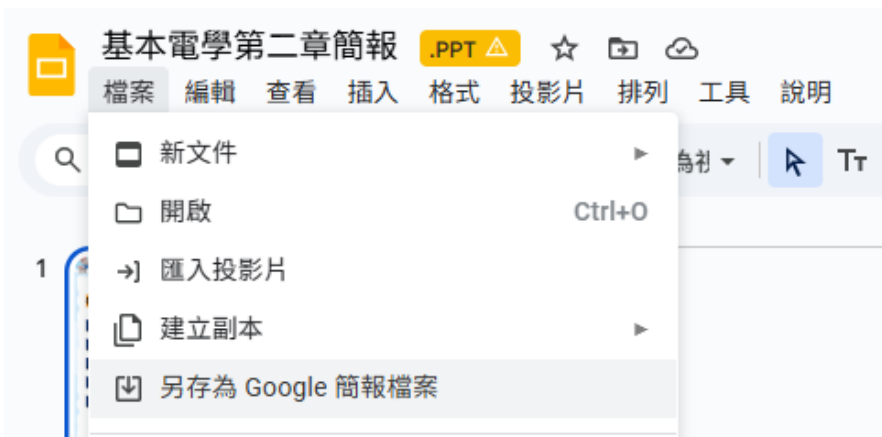 基本電學第二章簡報 .PPT
檔案 編輯 查看 插入 格式 投影片 排列 工具 說明
新文件
為 Tт
開啟 Ctrl+O
1 匯入投影片
建立副本
另存為 Google 簡報檔案